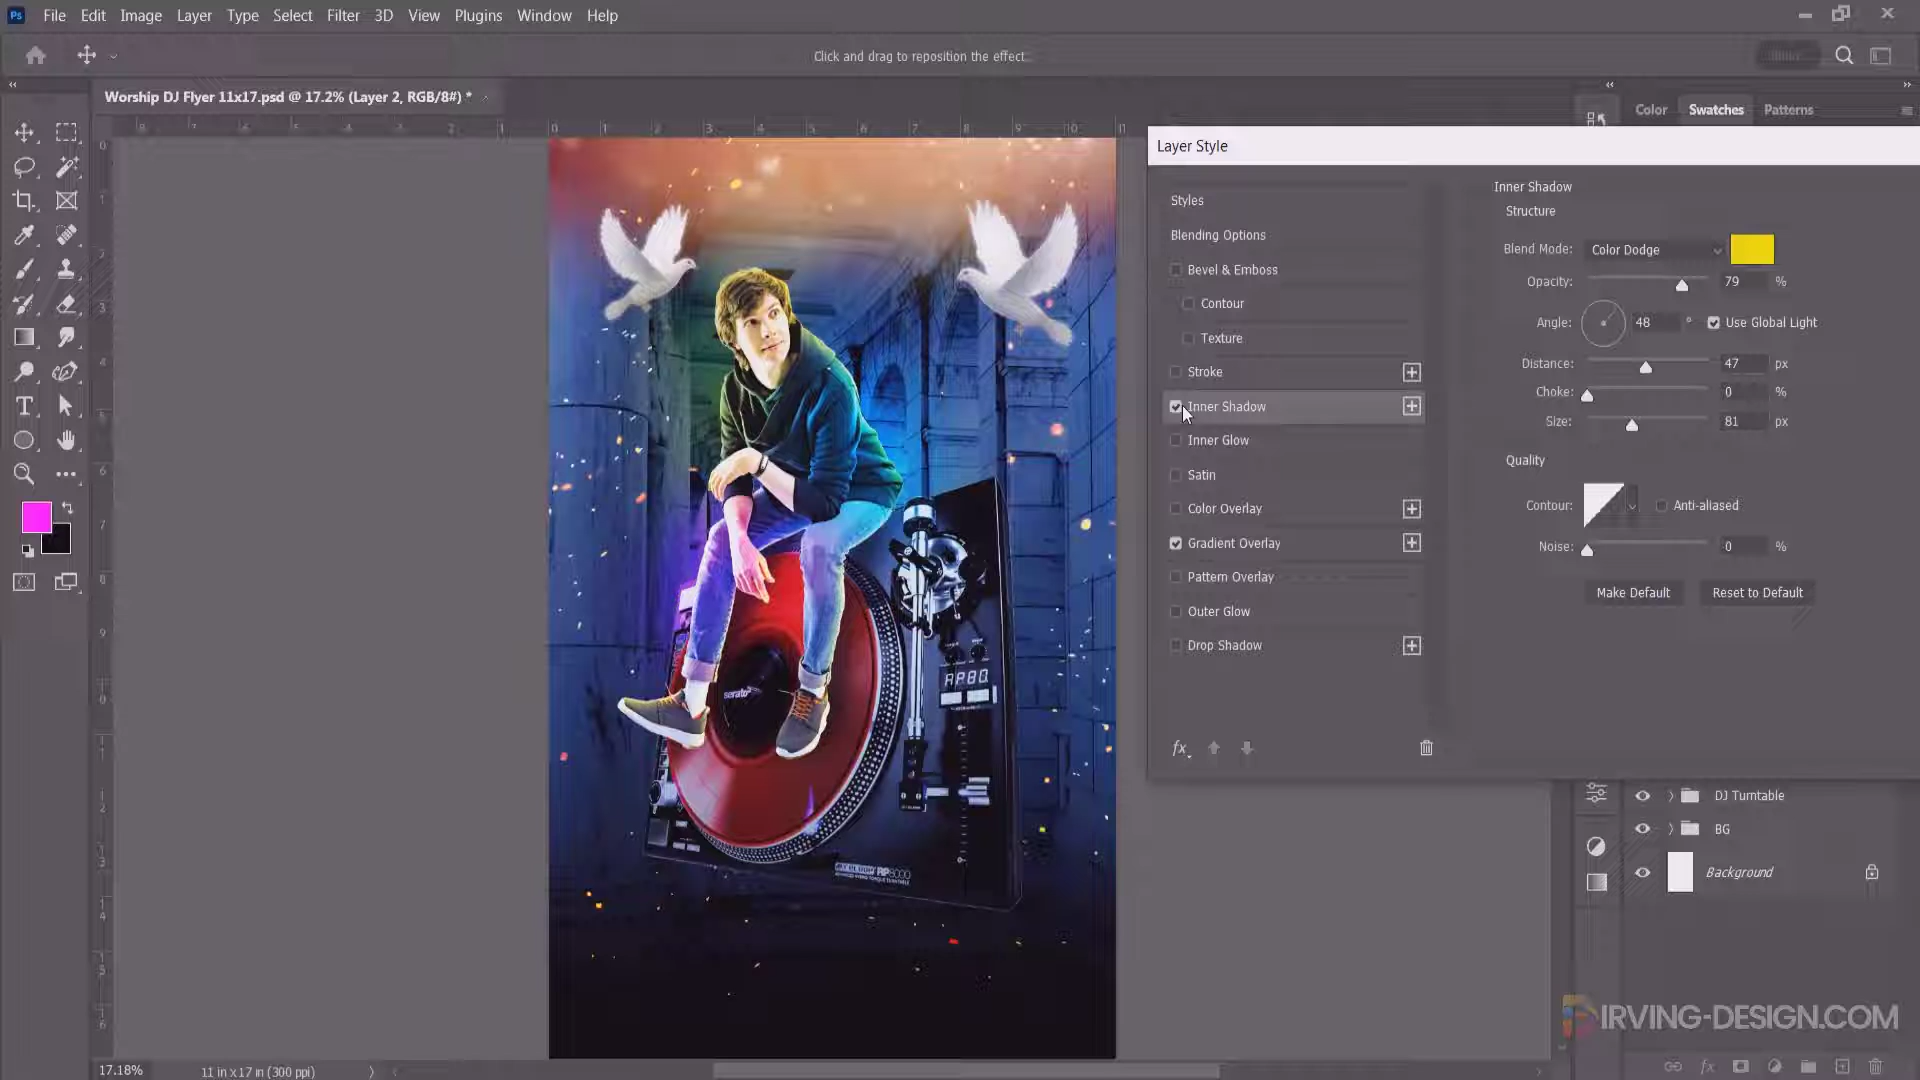 Ps File Edit Image Layer Type Select Filter 3D View Plugins Window Help
Click and drag to reposition the effect
Worship DJ Flyer 11x17.psd @ 17.2% (Layer 2, RGB/8#) *
Color Swatches Patterns
Layer Style
Styles
Blending Options
Bevel & Emboss
Contour
Texture
Stroke
Inner Shadow
Inner Glow
Satin
Color Overlay
Gradient Overlay
Pattern Overlay
Outer Glow
Drop Shadow
fx
Inner Shadow
Structure
Blend Mode: Color Dodge
Opacity: 79 %
Angle: 48 ° Use Global Light
Distance: 47 px
Choke: 0 %
Size: 81 px
Quality
Contour: Anti-aliased
Noise: 0 %
Make Default Reset to Default
serato
RP8000
DJ Turntable
BG
Background
IRVING-DESIGN.COM
17.18% 11 in x 17 in (300 ppi)
fx